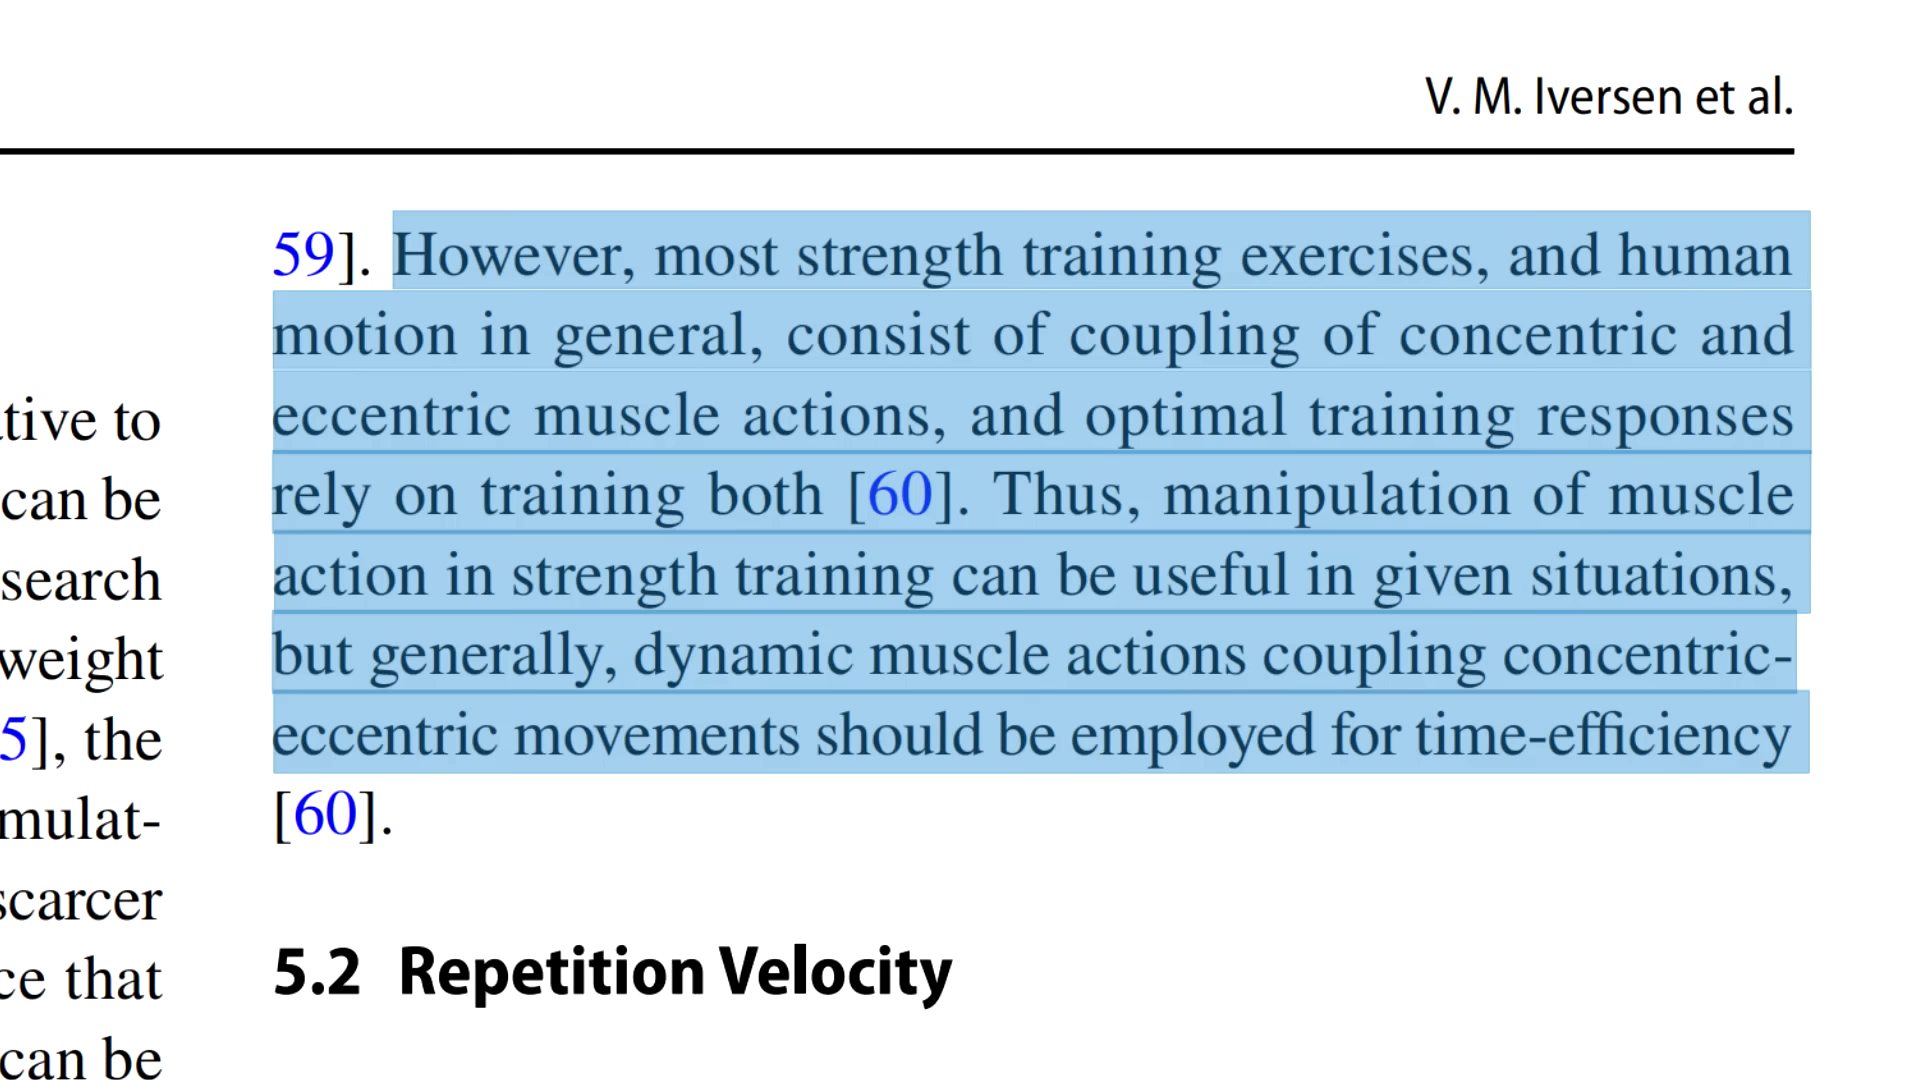 V. M. Iversen et al.
tive to
can be
search
weight
5], the
mulat-
scarcer
ce that
can be
59]. However, most strength training exercises, and human
motion in general, consist of coupling of concentric and
eccentric muscle actions, and optimal training responses
rely on training both [60]. Thus, manipulation of muscle
action in strength training can be useful in given situations,
but generally, dynamic muscle actions coupling concentric-
eccentric movements should be employed for time-efficiency
[60].
5.2 Repetition Velocity